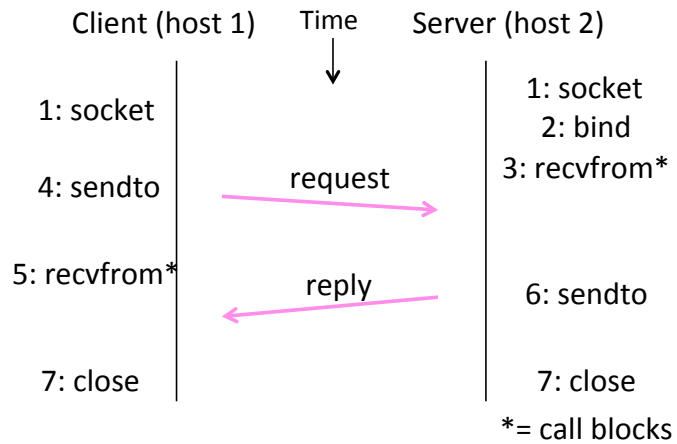 Client (host 1)
Time
Server (host 2)
1: socket
1: socket
2: bind
3: recvfrom*
4: sendto
request
5: recvfrom*
reply
6: sendto
7: close
7: close
*= call blocks